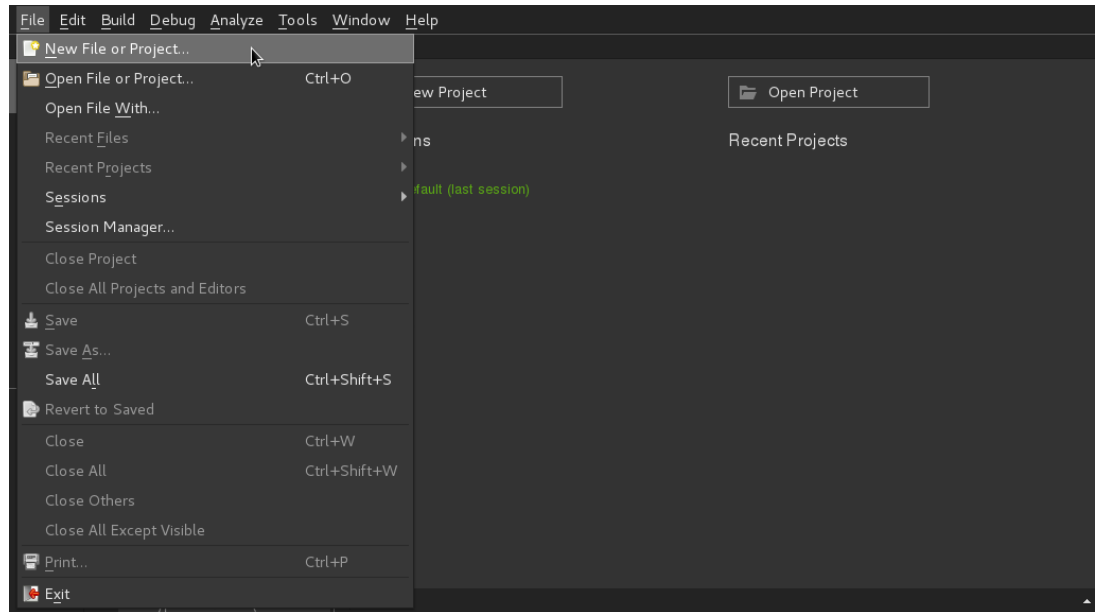 File Edit Build Debug Analyze Tools Window Help
New File or Project...
Open File or Project... Ctrl+O
Open File With...
Recent Files
Recent Projects
Sessions
Session Manager...
Close Project
Close All Projects and Editors
Save Ctrl+S
Save As...
Save All Ctrl+Shift+S
Revert to Saved
Close Ctrl+W
Close All Ctrl+Shift+W
Close Others
Close All Except Visible
Print... Ctrl+P
Exit
ew Project
Open Project
ns
Recent Projects
fault (last session)